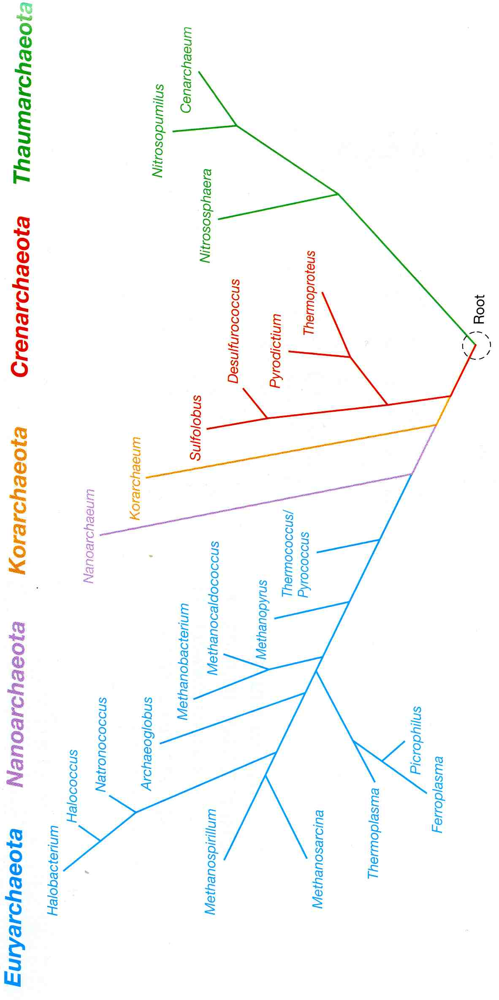 Euryarchaeota
Nanoarchaeota
Korarchaeota
Crenarchaeota
Thaumarchaeota
Halobacterium
Halococcus
Natronococcus
Archaeoglobus
Methanobacterium
Methanocaldococcus
Methanopyrus
Thermococcus/
Pyrococcus
Methanospirillum
Methanosarcina
Thermoplasma
Ferroplasma
Picrophilus
Nanoarchaeum
Korarchaeum
Sulfolobus
Desulfurococcus
Pyrodictium
Thermoproteus
Nitrososphaera
Nitrosopumilus
Cenarchaeum
Root